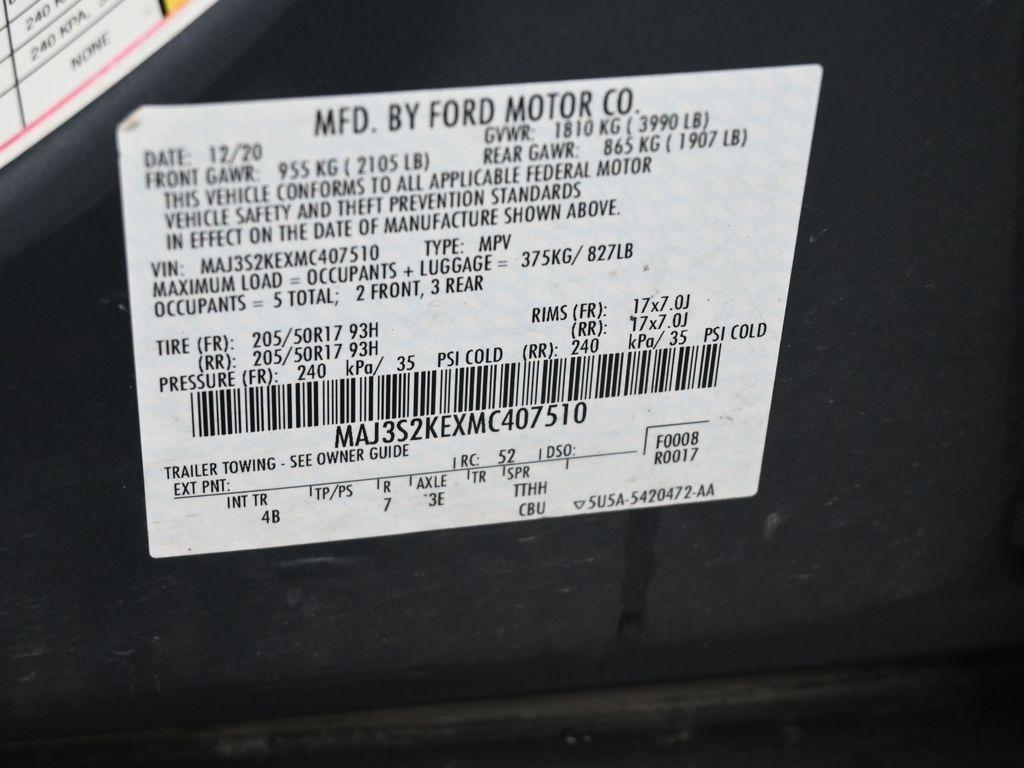 240 KPA, 3
NONE
MFD. BY FORD MOTOR CO.
DATE: 12/20 GVWR: 1810 KG ( 3990 LB)
FRONT GAWR: 955 KG ( 2105 LB) REAR GAWR: 865 KG ( 1907 LB)
THIS VEHICLE CONFORMS TO ALL APPLICABLE FEDERAL MOTOR
VEHICLE SAFETY AND THEFT PREVENTION STANDARDS
IN EFFECT ON THE DATE OF MANUFACTURE SHOWN ABOVE.
VIN: MAJ3S2KEXMC407510 TYPE: MPV
MAXIMUM LOAD = OCCUPANTS + LUGGAGE = 375KG/ 827LB
OCCUPANTS = 5 TOTAL; 2 FRONT, 3 REAR
TIRE (FR): 205/50R17 93H RIMS (FR): 17x7.0J
(RR): 205/50R17 93H (RR): 17x7.0J
PRESSURE (FR): 240 kPa/ 35 PSI COLD (RR): 240 kPa/ 35 PSI COLD
MAJ3S2KEXMC407510
TRAILER TOWING - SEE OWNER GUIDE
EXT PNT: RC: 52 DSO: F0008
R0017
INT TR TP/PS R AXLE TR SPR
4B 7 3E TTHH
CBU ▽5U5A-5420472-AA